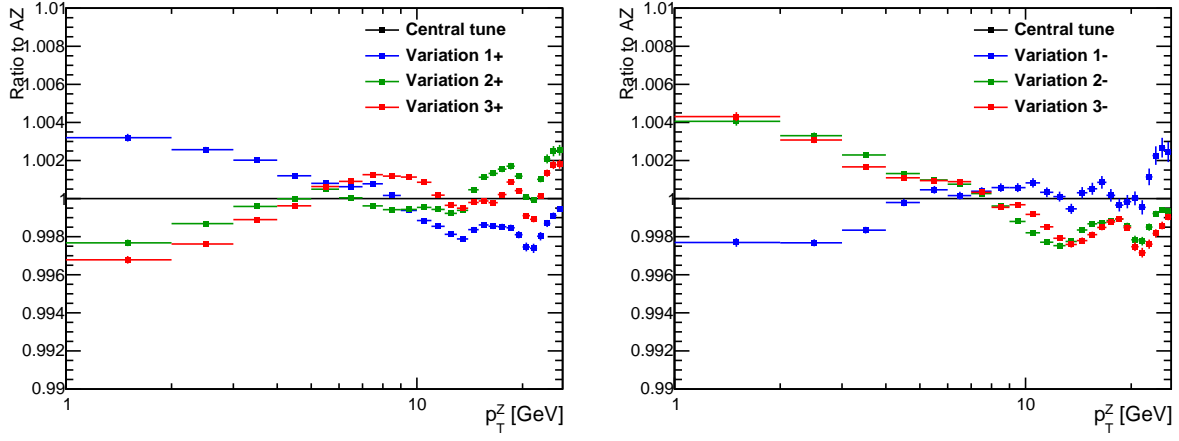 Ratio to AZ
1.01
1.008
1.006
1.004
1.002
1
0.998
0.996
0.994
0.992
0.99
Central tune
Variation 1+
Variation 2+
Variation 3+
1
10
p_T^Z [GeV]
Ratio to AZ
1.01
1.008
1.006
1.004
1.002
1
0.998
0.996
0.994
0.992
0.99
Central tune
Variation 1-
Variation 2-
Variation 3-
1
10
p_T^Z [GeV]